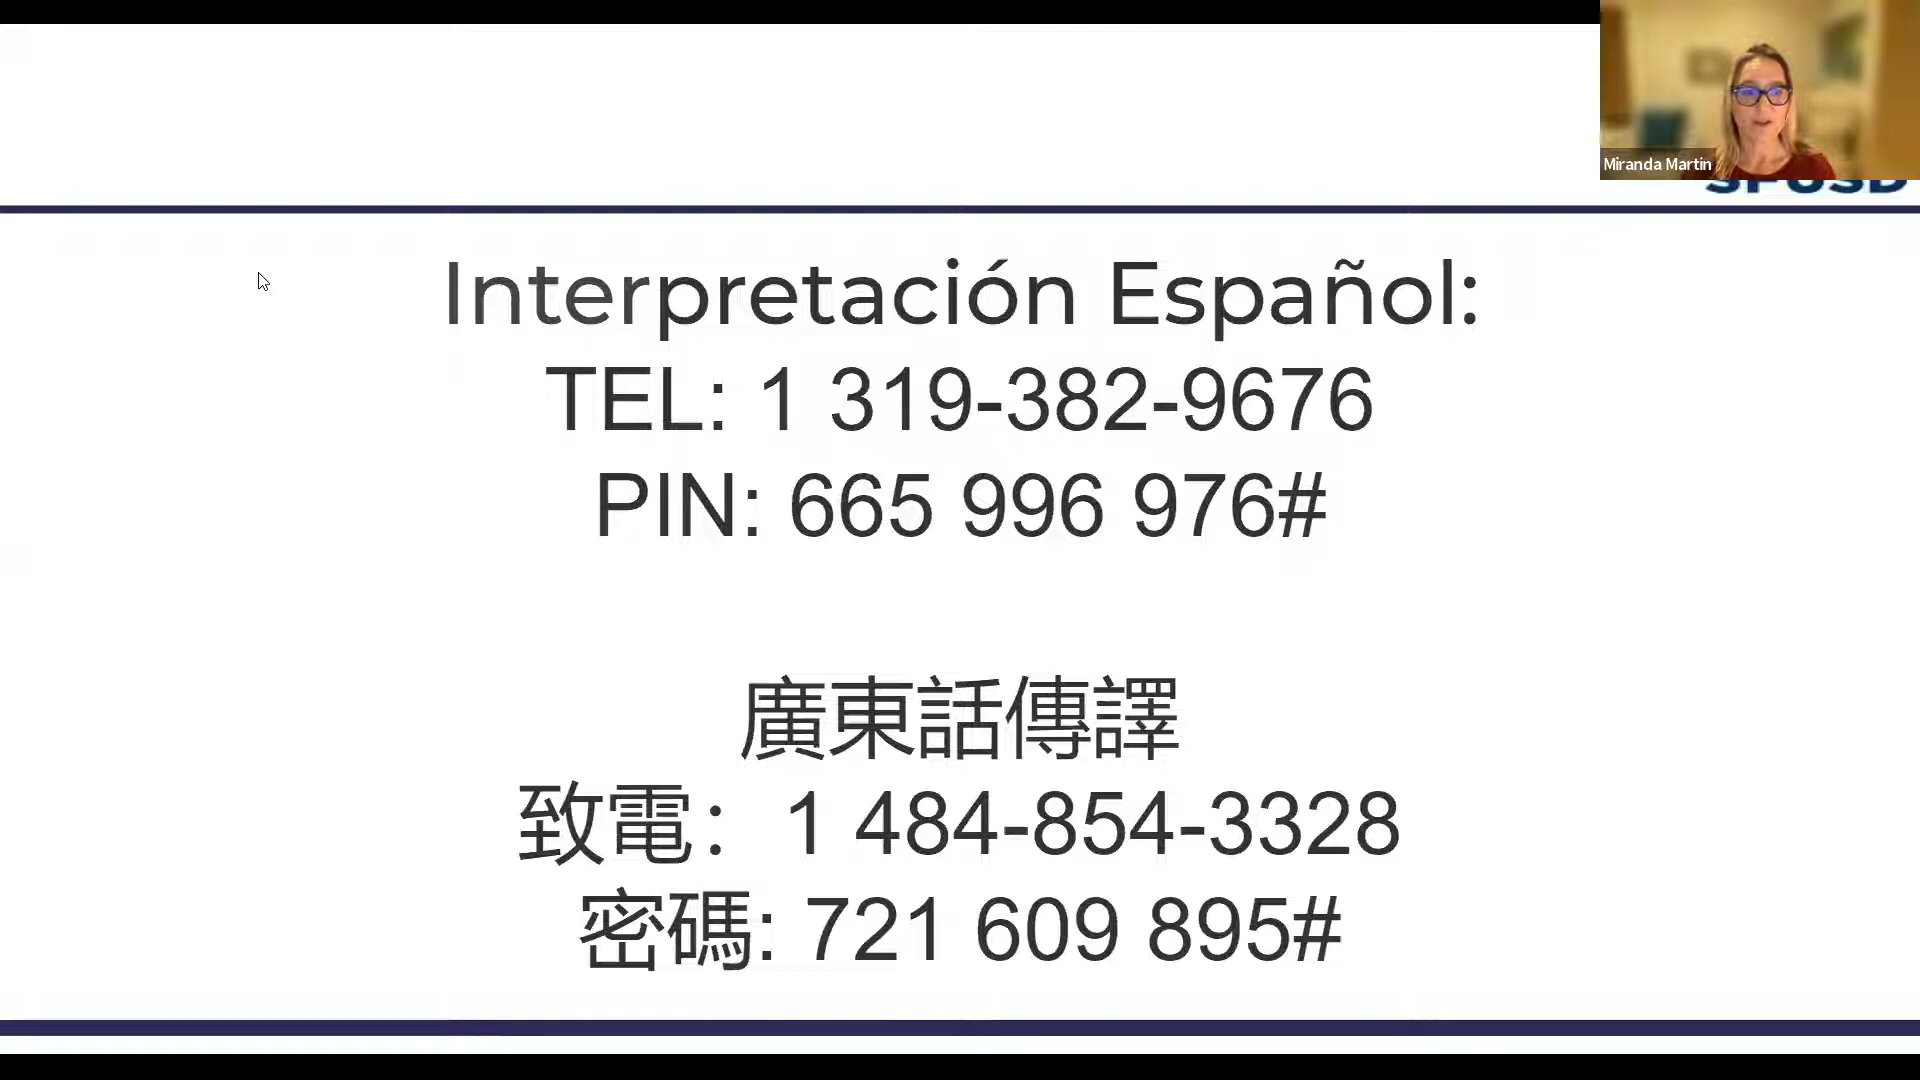 Miranda Martin
SFUSD
Interpretación Español:
TEL: 1 319-382-9676
PIN: 665 996 976#
廣東話傳譯
致電：1 484-854-3328
密碼: 721 609 895#